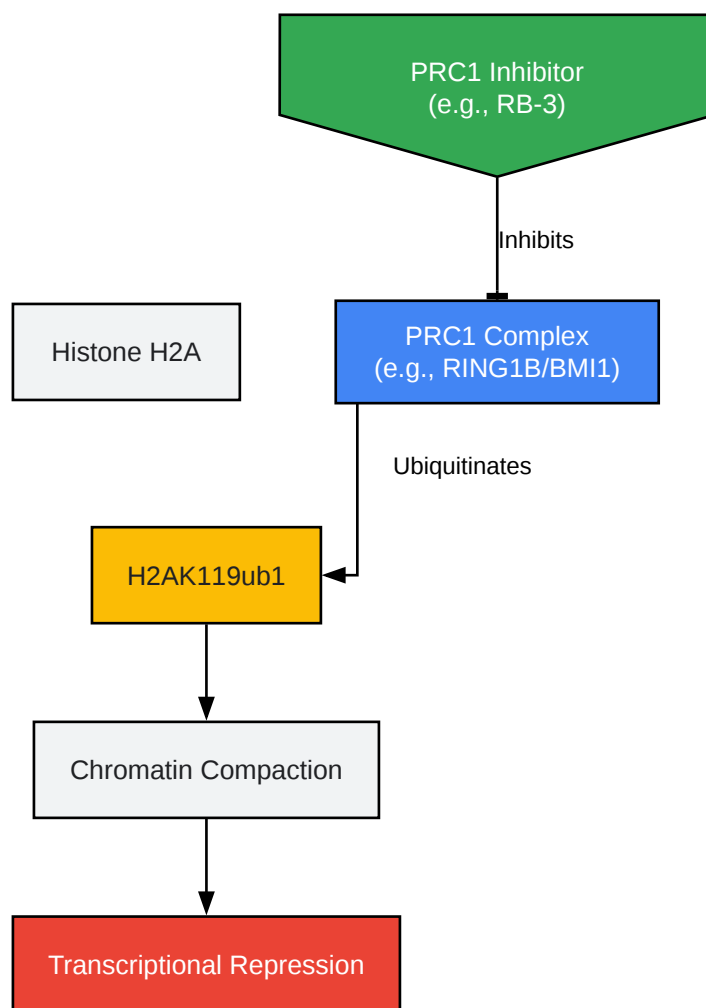 PRC1 Inhibitor
(e.g., RB-3)
Inhibits
Histone H2A
PRC1 Complex
(e.g., RING1B/BMI1)
Ubiquitinates
H2AK119ub1
Chromatin Compaction
Transcriptional Repression